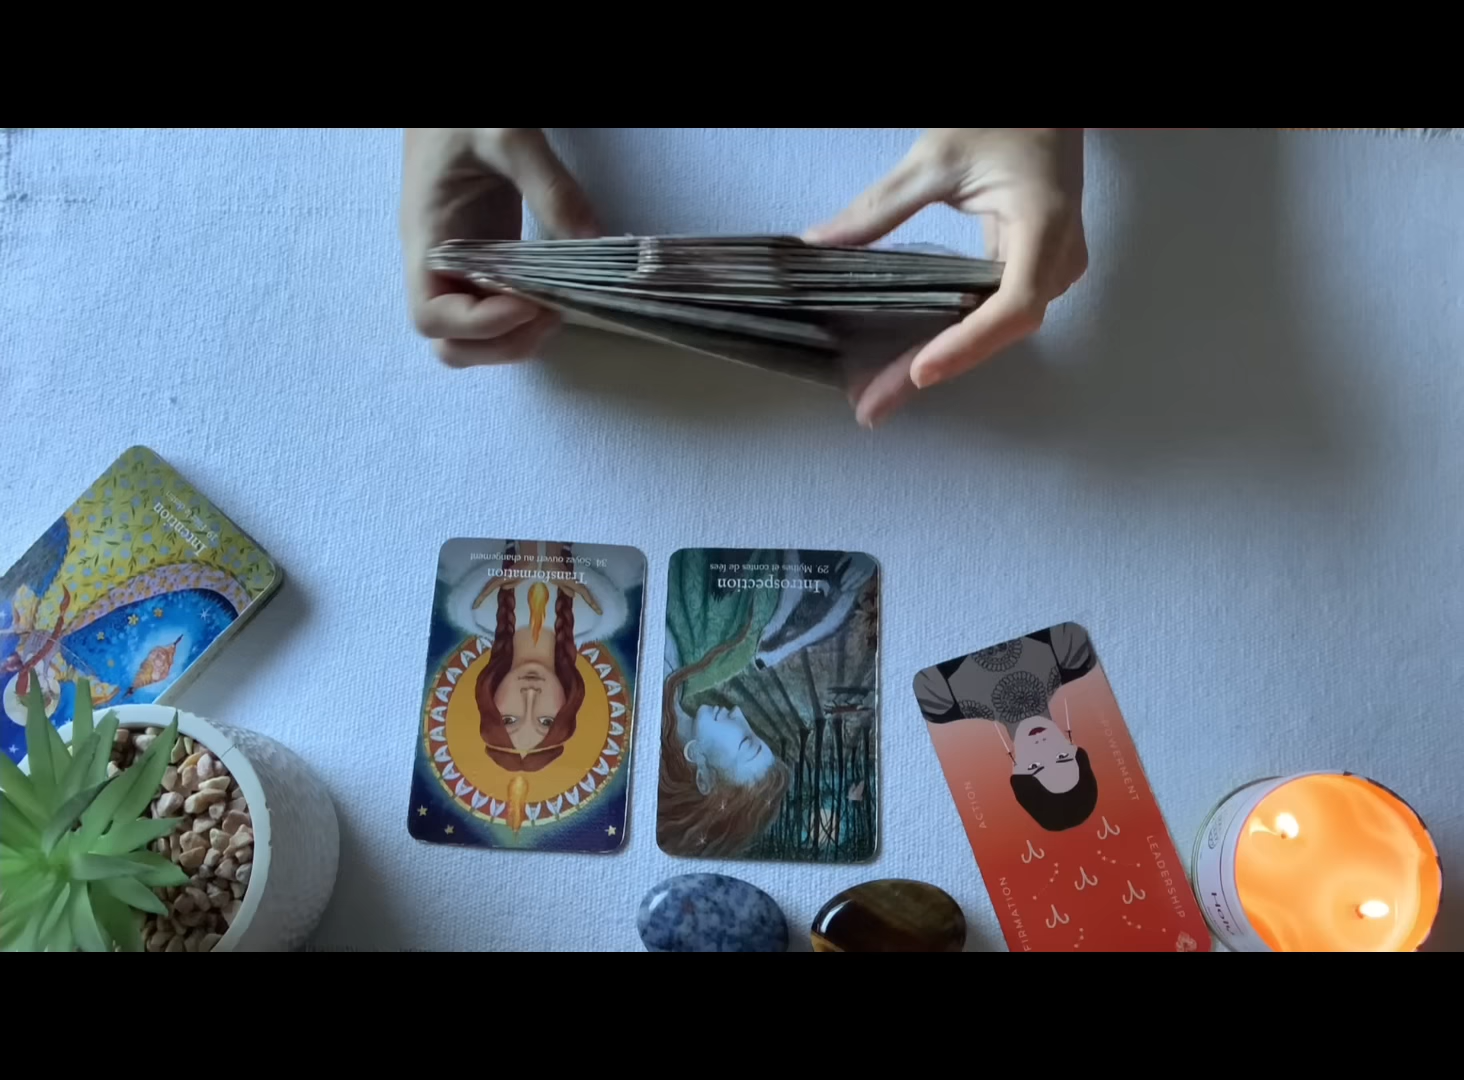 Intention
Transformation
34. Soyez ouvert au changement
Introspection
29. Mythes et contes de fées
ACTION
LEADERSHIP